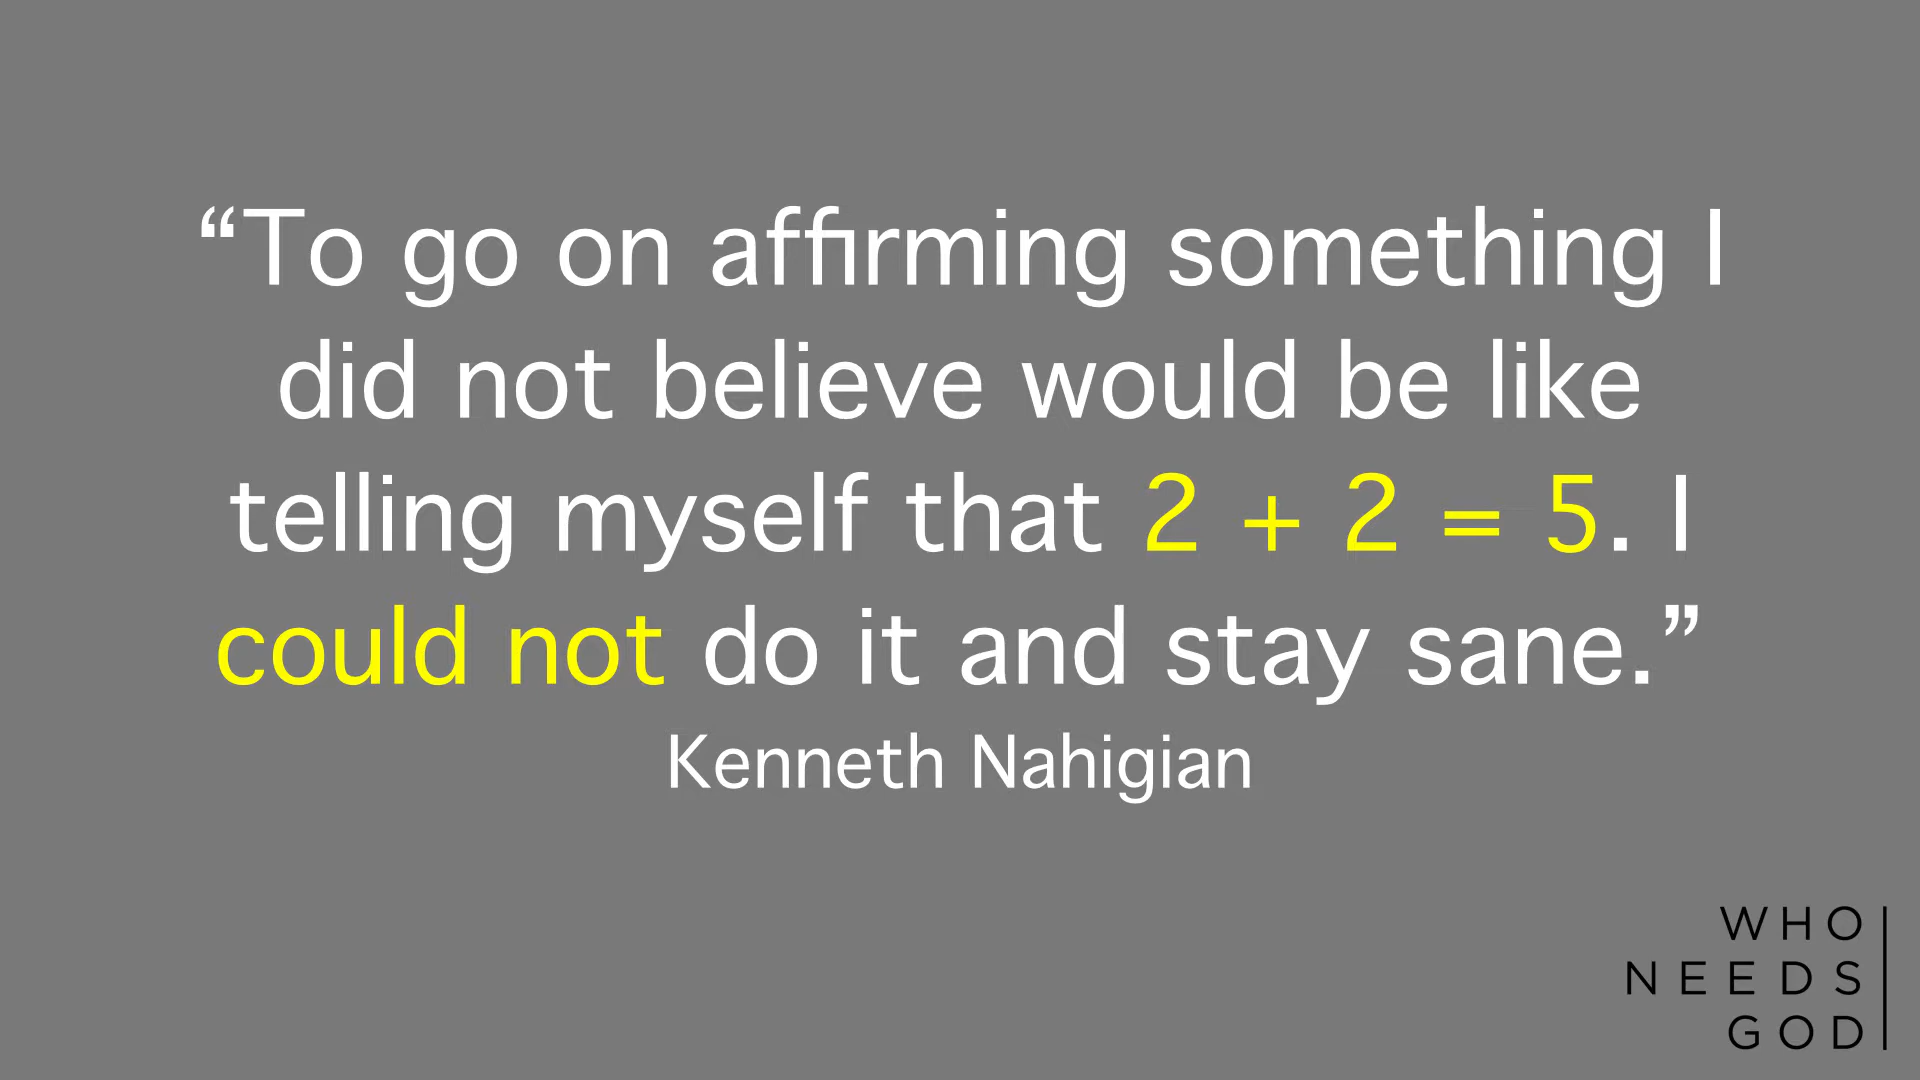 “To go on affirming something I
did not believe would be like
telling myself that 2 + 2 = 5. I
could not do it and stay sane.”
Kenneth Nahigian
WHO
NEEDS
GOD